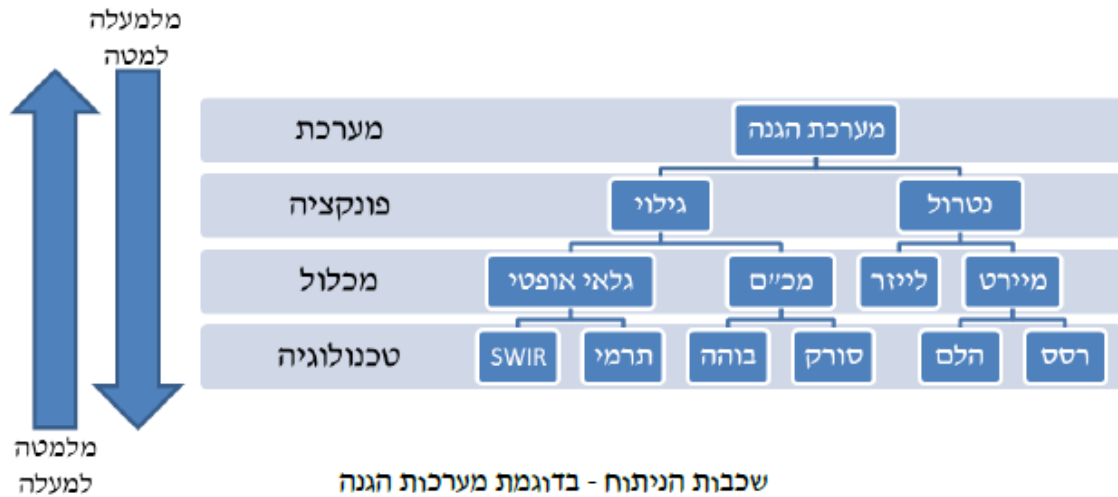 מלמעלה
למטה
מערכת
מערכת הגנה
פונקציה
נטרול
גילוי
מכלול
מיירט
לייזר
מכ״ם
גלאי אופטי
טכנולוגיה
רסס
הלם
סורק
בוהה
תרמי
SWIR
מלמטה
למעלה
שכבות הניתוח - בדוגמת מערכות הגנה